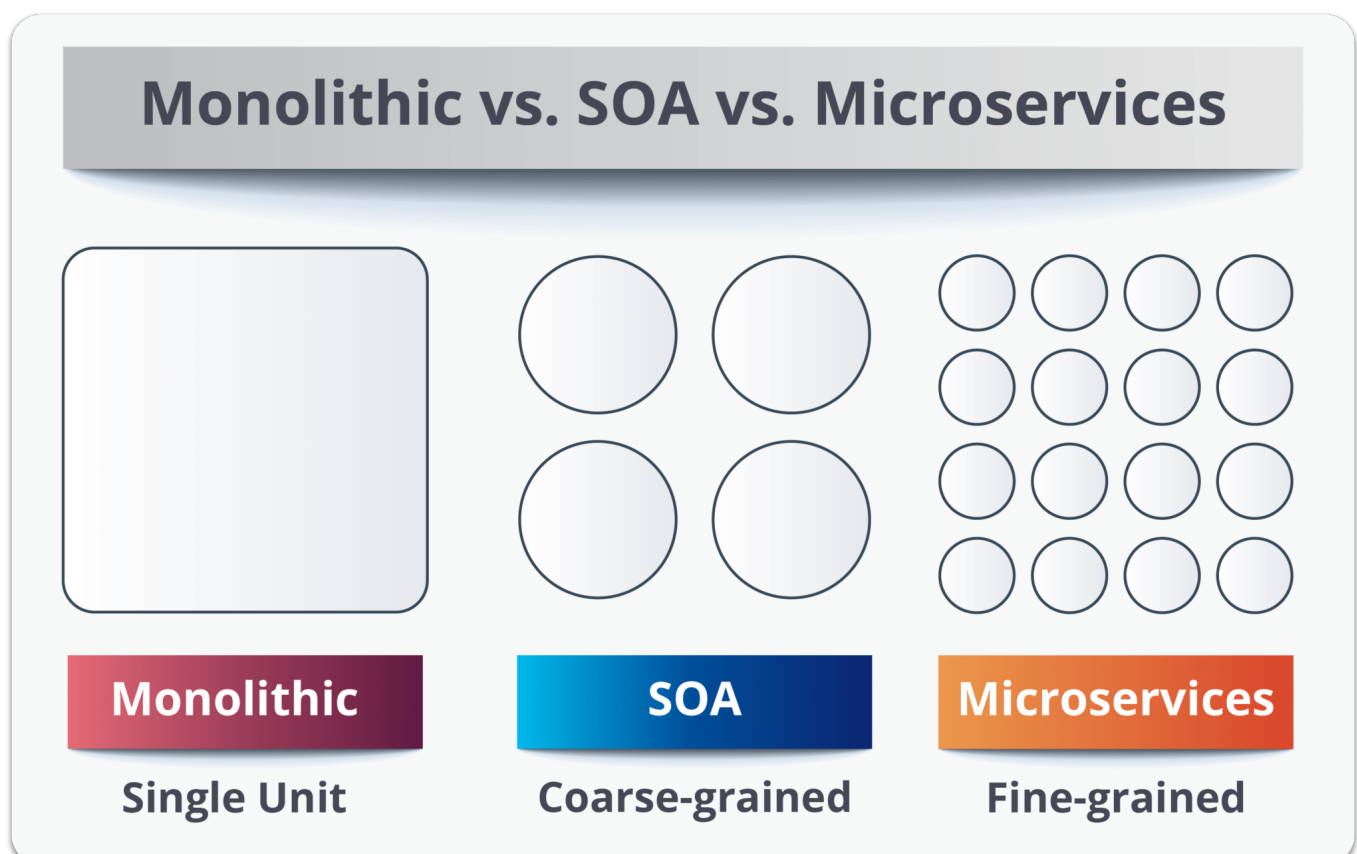 Monolithic vs. SOA vs. Microservices
Monolithic
SOA
Microservices
Single Unit
Coarse-grained
Fine-grained